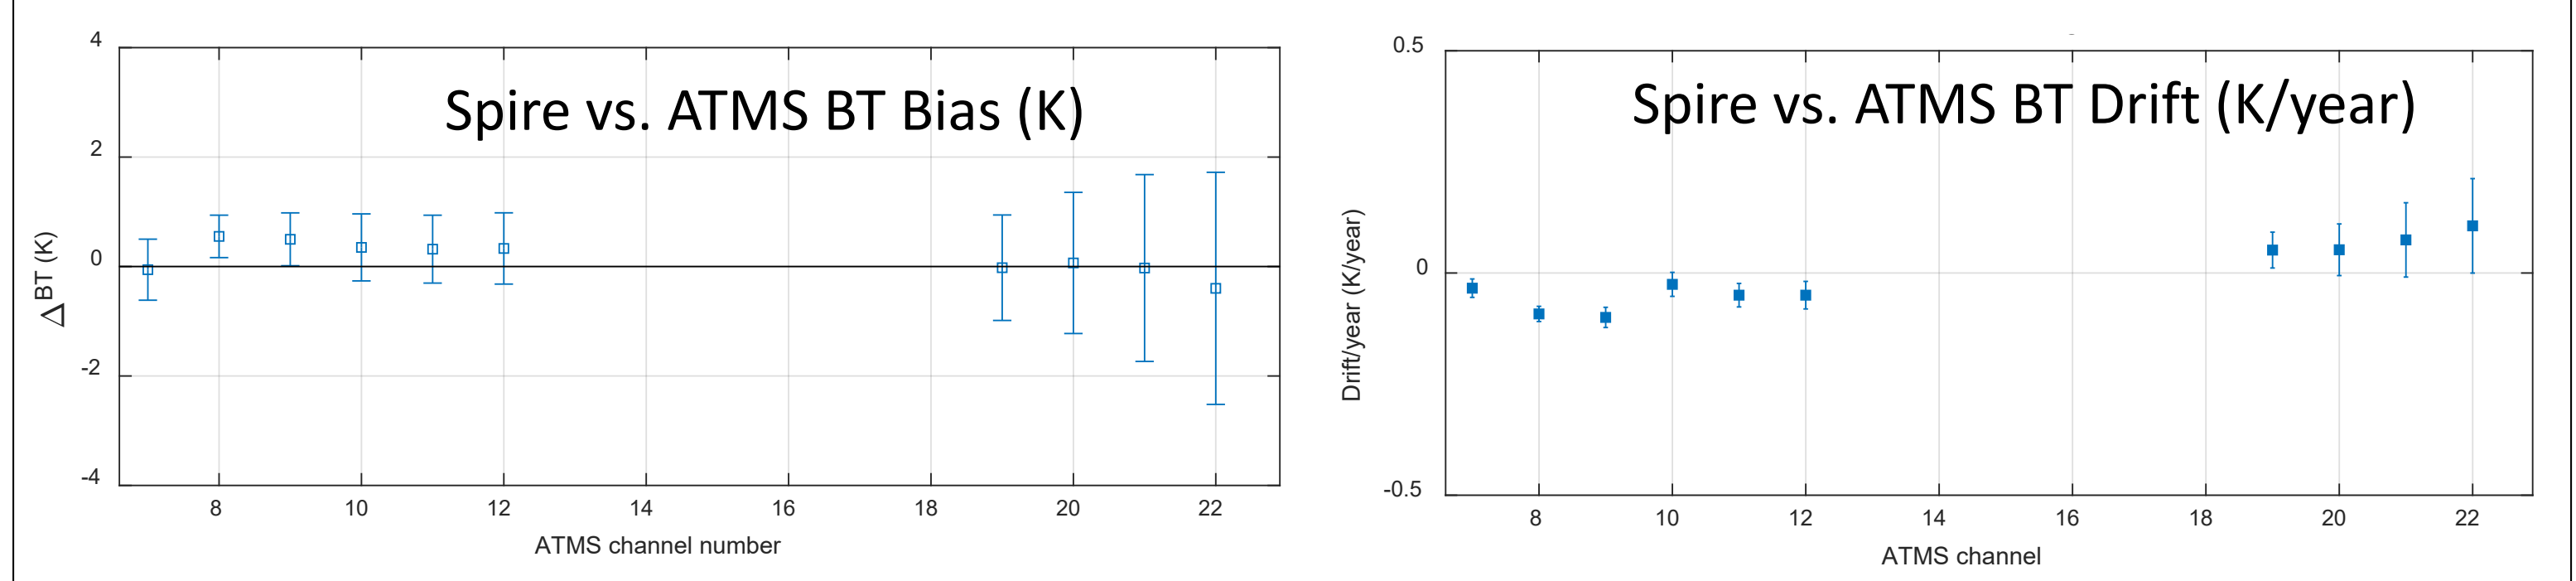 Spire vs. ATMS BT Bias (K)
4
2
0
-2
-4
Δ BT (K)
8 10 12 14 16 18 20 22
ATMS channel number
Spire vs. ATMS BT Drift (K/year)
0.5
0
-0.5
Drift/year (K/year)
8 10 12 14 16 18 20 22
ATMS channel